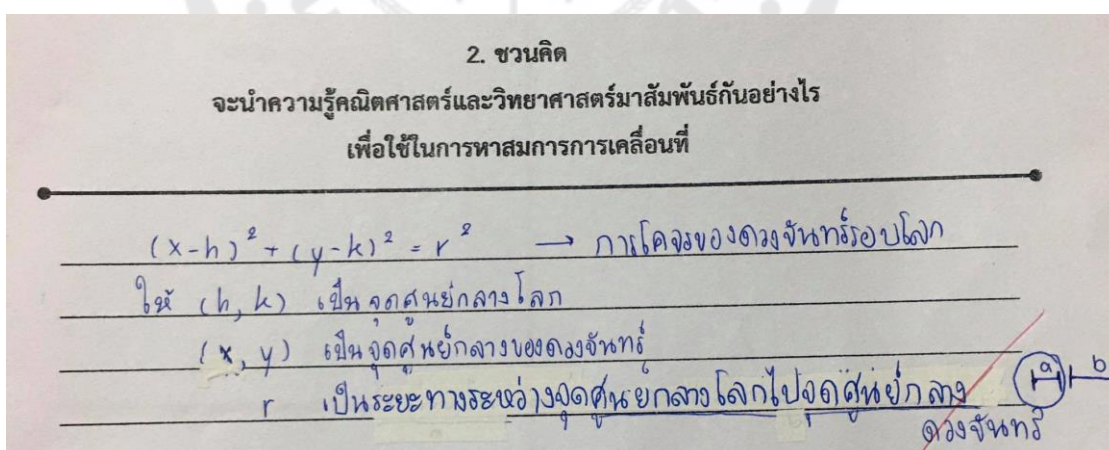 2. ชวนคิด
จะนำความรู้คณิตศาสตร์และวิทยาศาสตร์มาสัมพันธ์กันอย่างไร
เพื่อใช้ในการหาสมการการเคลื่อนที่
(x-h)² + (y-k)² = r² → การโคจรของดวงจันทร์รอบโลก
ให้ (h, k) เป็นจุดศูนย์กลางโลก
(x, y) เป็นจุดศูนย์กลางของดวงจันทร์
r เป็นระยะทางระหว่างจุดศูนย์กลางโลกไปจุดศูนย์กลาง
ดวงจันทร์